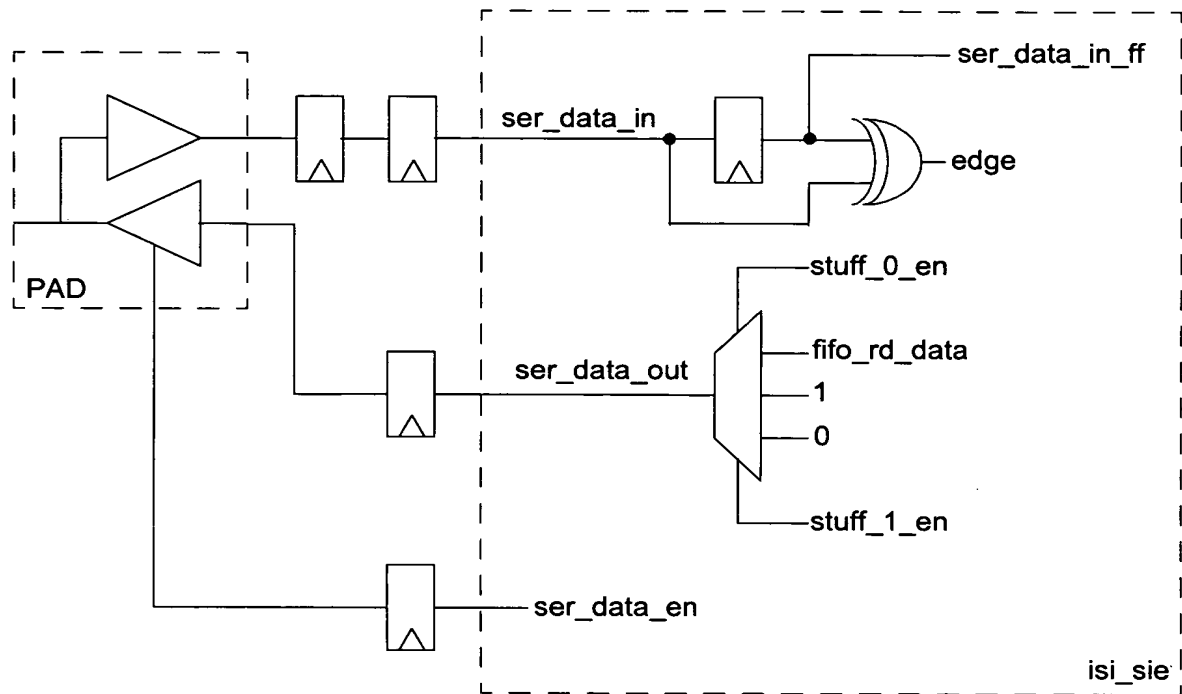 ser_data_in_ff
ser_data_in
edge
PAD
stuff_0_en
fifo_rd_data
ser_data_out
1
0
stuff_1_en
ser_data_en
isi_sie